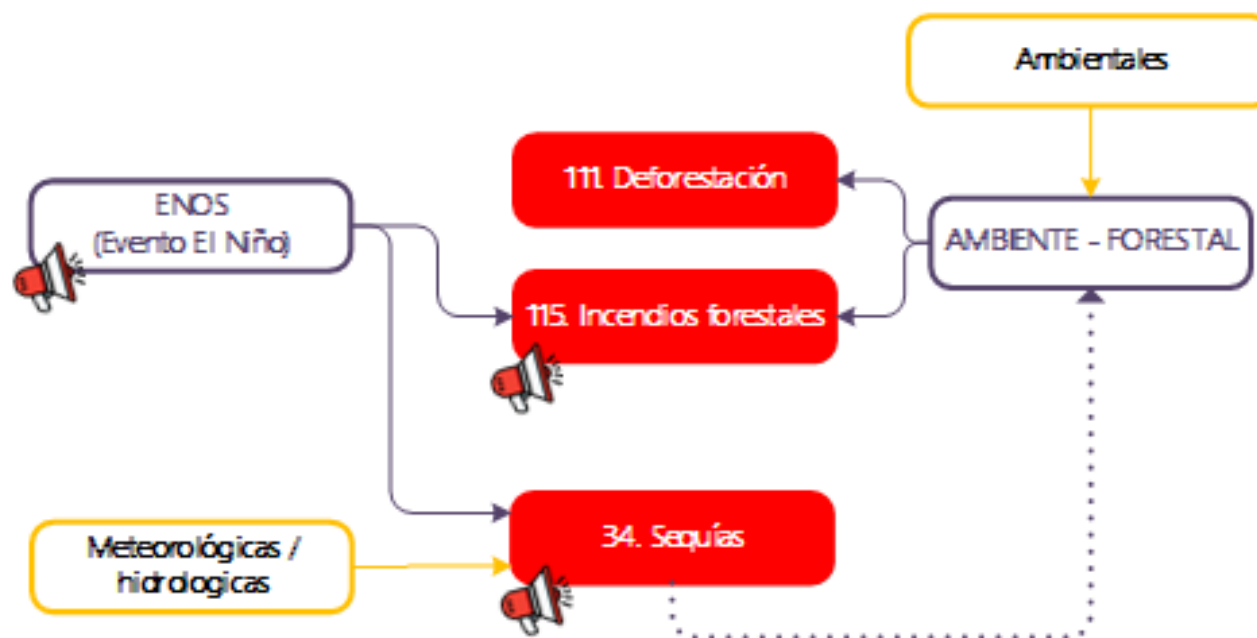 Ambientales
111. Deforestación
ENOS
(Evento El Niño)
AMBIENTE - FORESTAL
115. Incendios forestales
34. Sequías
Meteorológicas /
hidrologicas